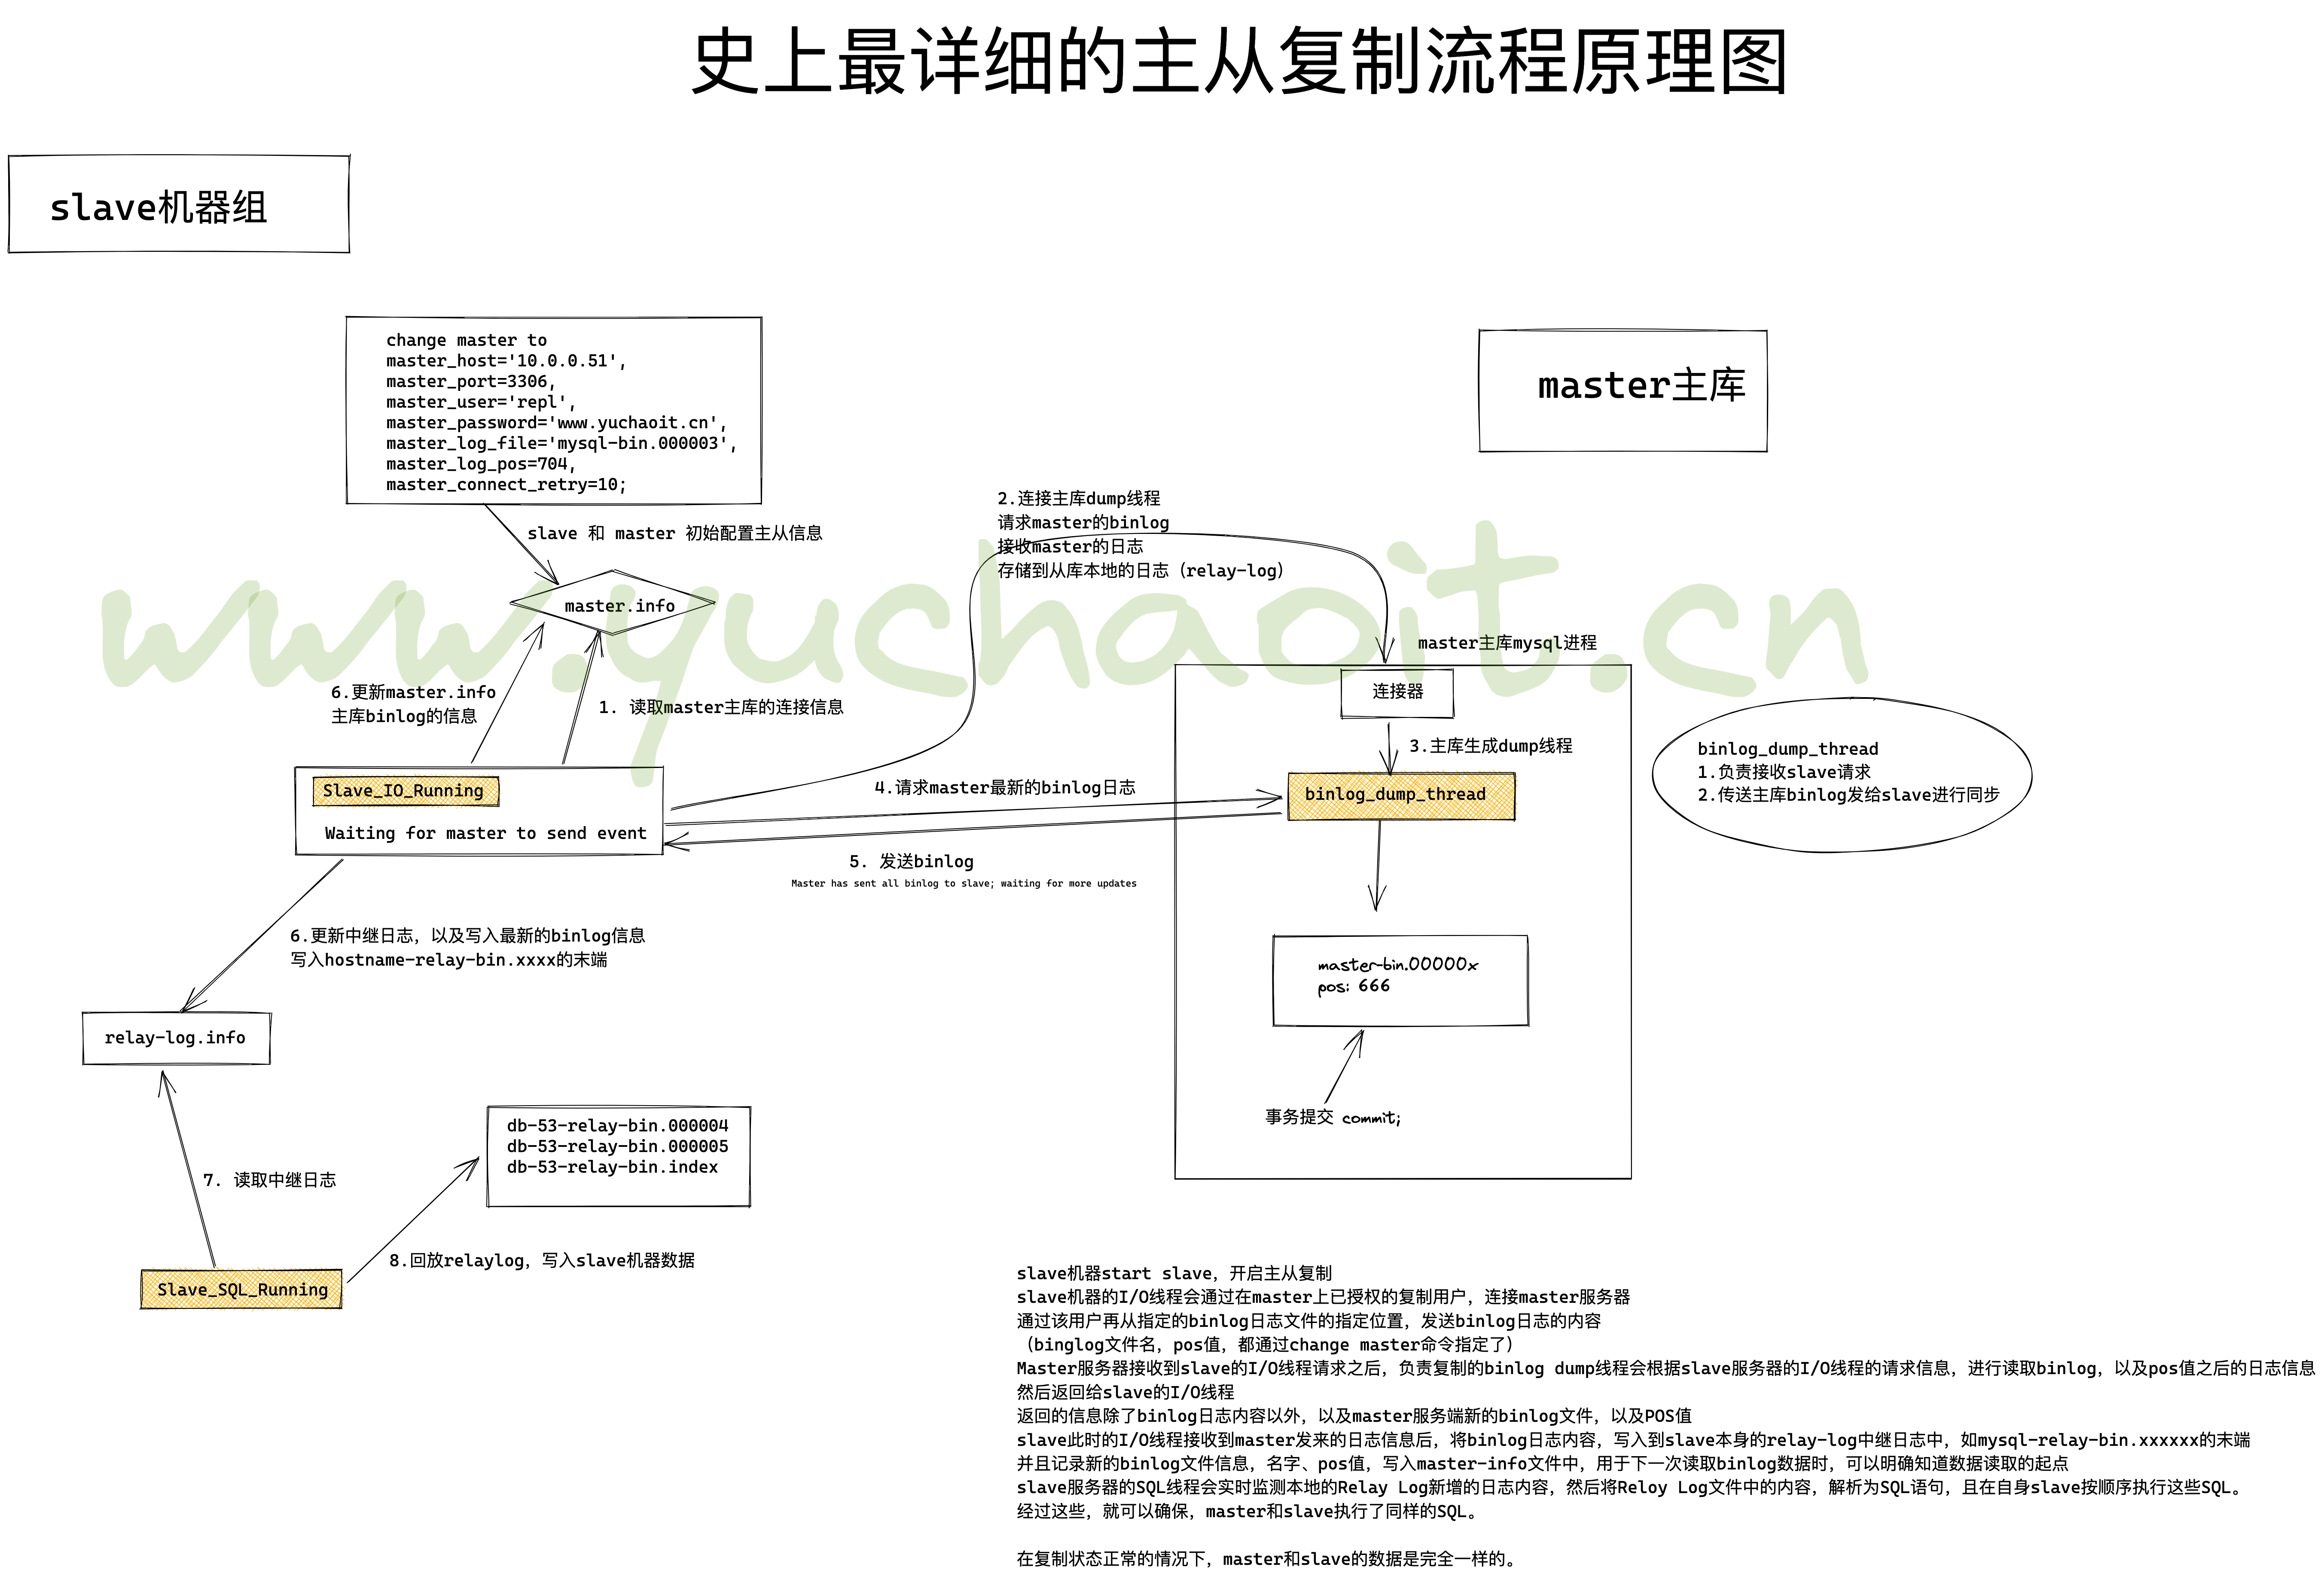 史上最详细的主从复制流程原理图
slave机器组
change master to
master_host='10.0.0.51',
master_port=3306,
master_user='repl',
master_password='www.yuchaoit.cn',
master_log_file='mysql-bin.000003',
master_log_pos=704,
master_connect_retry=10;
master主库
slave 和 master 初始配置主从信息
2.连接主库dump线程
请求master的binlog
接收master的日志
存储到从库本地的日志（relay-log）
master.info
www.yuchaoit.cn
master主库mysql进程
6.更新master.info
主库binlog的信息
1. 读取master主库的连接信息
连接器
3.主库生成dump线程
binlog_dump_thread
1.负责接收slave请求
2.传送主库binlog发给slave进行同步
Slave_IO_Running
Waiting for master to send event
4.请求master最新的binlog日志
binlog_dump_thread
5. 发送binlog
Master has sent all binlog to slave; waiting for more updates
6.更新中继日志，以及写入最新的binlog信息
写入hostname-relay-bin.xxxx的末端
master-bin.00000x
pos: 666
relay-log.info
事务提交 commit;
db-53-relay-bin.000004
db-53-relay-bin.000005
db-53-relay-bin.index
7. 读取中继日志
8.回放relaylog，写入slave机器数据
Slave_SQL_Running
slave机器start slave，开启主从复制
slave机器的I/O线程会通过在master上已授权的复制用户，连接master服务器
通过该用户再从指定的binlog日志文件的指定位置，发送binlog日志的内容
（binglog文件名，pos值，都通过change master命令指定了）
Master服务器接收到slave的I/O线程请求之后，负责复制的binlog dump线程会根据slave服务器的I/O线程的请求信息，进行读取binlog，以及pos值之后的日志信息
然后返回给slave的I/O线程
返回的信息除了binlog日志内容以外，以及master服务端新的binlog文件，以及POS值
slave此时的I/O线程接收到master发来的日志信息后，将binlog日志内容，写入到slave本身的relay-log中继日志中，如mysql-relay-bin.xxxxxx的末端
并且记录新的binlog文件信息，名字、pos值，写入master-info文件中，用于下一次读取binlog数据时，可以明确知道数据读取的起点
slave服务器的SQL线程会实时监测本地的Relay Log新增的日志内容，然后将Reloy Log文件中的内容，解析为SQL语句，且在自身slave按顺序执行这些SQL。
经过这些，就可以确保，master和slave执行了同样的SQL。
在复制状态正常的情况下，master和slave的数据是完全一样的。